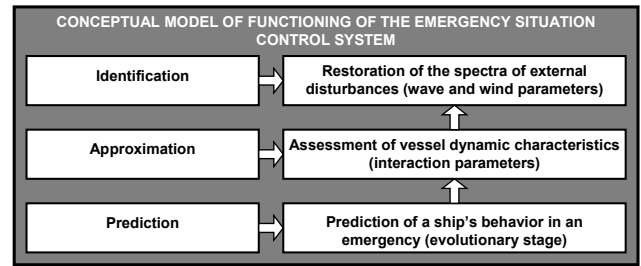 CONCEPTUAL MODEL OF FUNCTIONING OF THE EMERGENCY SITUATION
CONTROL SYSTEM
Identification
Restoration of the spectra of external
disturbances (wave and wind parameters)
Approximation
Assessment of vessel dynamic characteristics
(interaction parameters)
Prediction
Prediction of a ship's behavior in an
emergency (evolutionary stage)